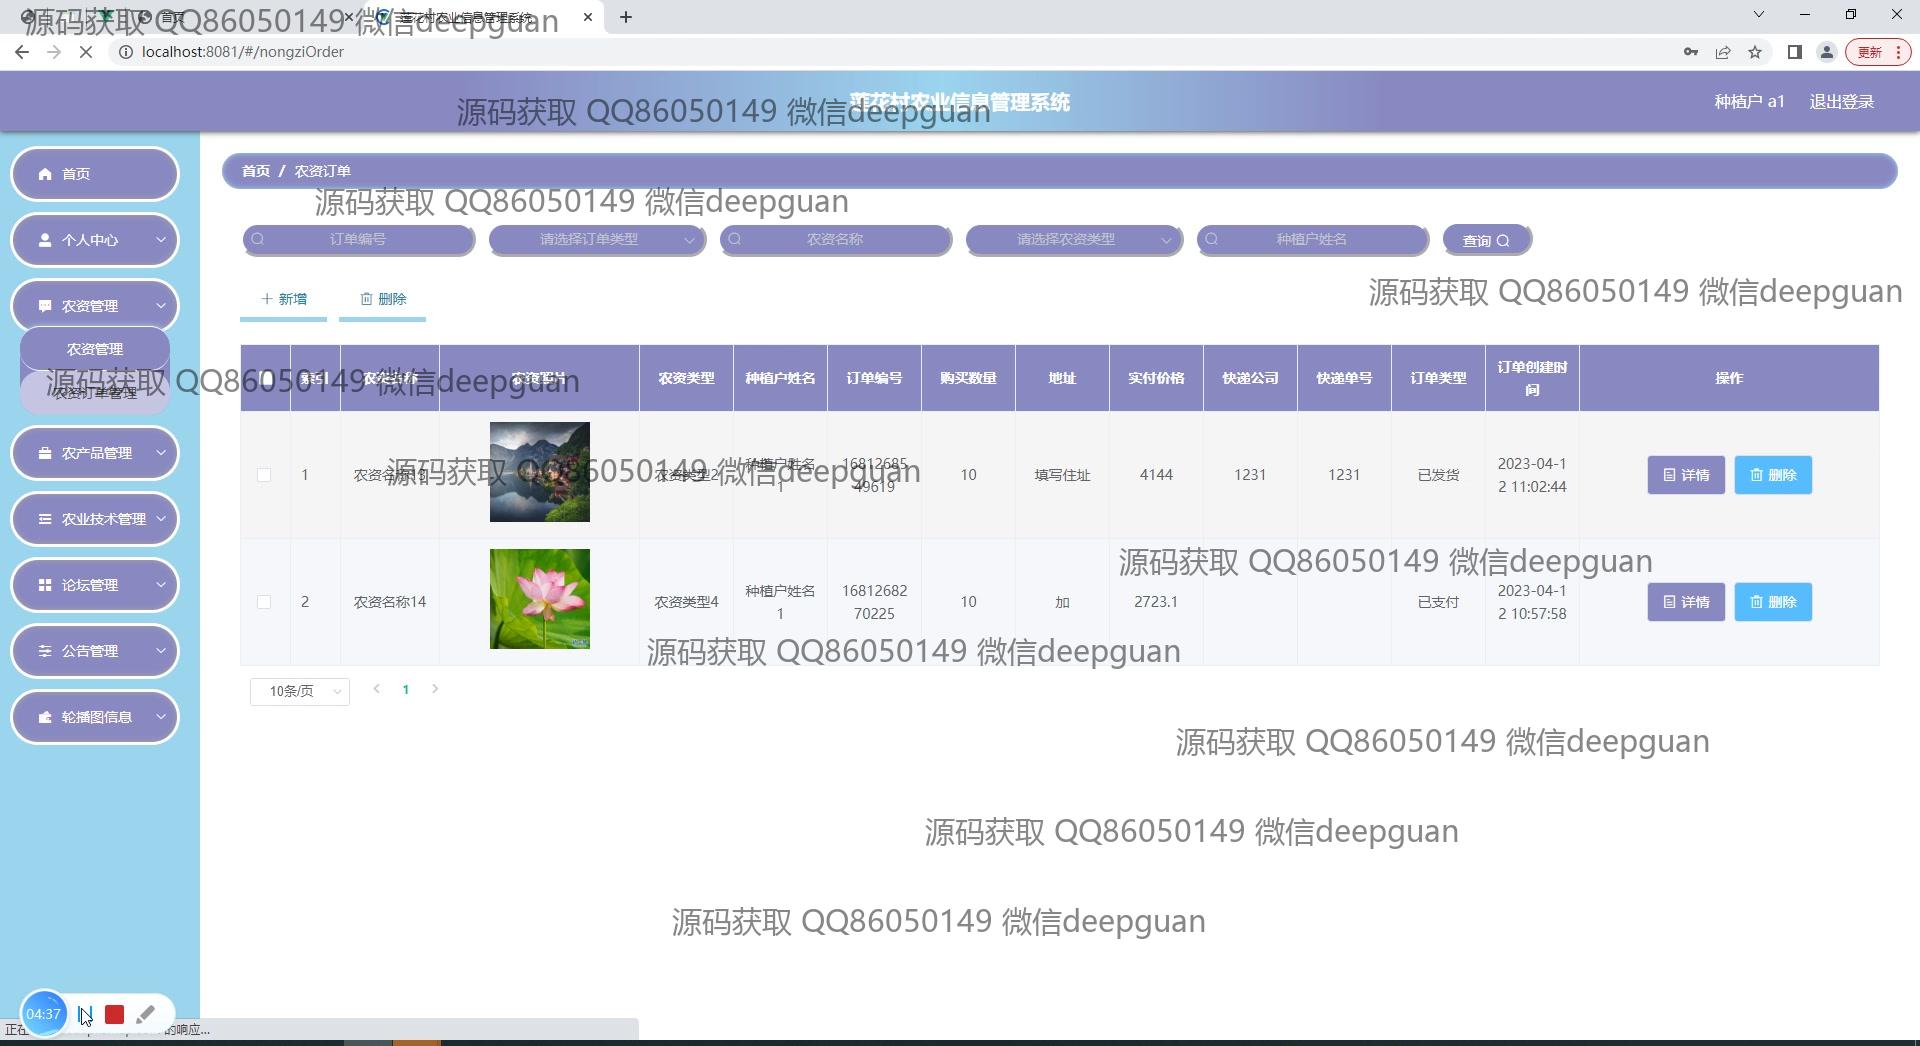 首页
莲花村农业信息管理系统
源码获取 QQ86050149 微信deepguan
localhost:8081/#/nongziOrder
更新
莲花村农业信息管理系统
源码获取 QQ86050149 微信deepguan
种植户 a1 退出登录
首页
个人中心
农资管理
农资管理
农资订单管理
农产品管理
农业技术管理
论坛管理
公告管理
轮播图信息
首页 / 农资订单
源码获取 QQ86050149 微信deepguan
订单编号 请选择订单类型 农资名称 请选择农资类型 种植户姓名 查询
源码获取 QQ86050149 微信deepguan
新增 删除
索引 农资名称 农资照片 农资类型 种植户姓名 订单编号 购买数量 地址 实付价格 快递公司 快递单号 订单类型 订单创建时 操作
间
源码获取 QQ86050149 微信deepguan
1 农资名称15 农资类型2 种植户姓名 16812685 10 填写住址 4144 1231 1231 已发货 2023-04-1 详情 删除
1 49619 2 11:02:44
源码获取 QQ86050149 微信deepguan
源码获取 QQ86050149 微信deepguan
2 农资名称14 农资类型4 种植户姓名 16812682 10 加 2723.1 已支付 2023-04-1 详情 删除
1 70225 2 10:57:58
源码获取 QQ86050149 微信deepguan
10条/页 1
源码获取 QQ86050149 微信deepguan
源码获取 QQ86050149 微信deepguan
源码获取 QQ86050149 微信deepguan
04:37
正在
的响应...